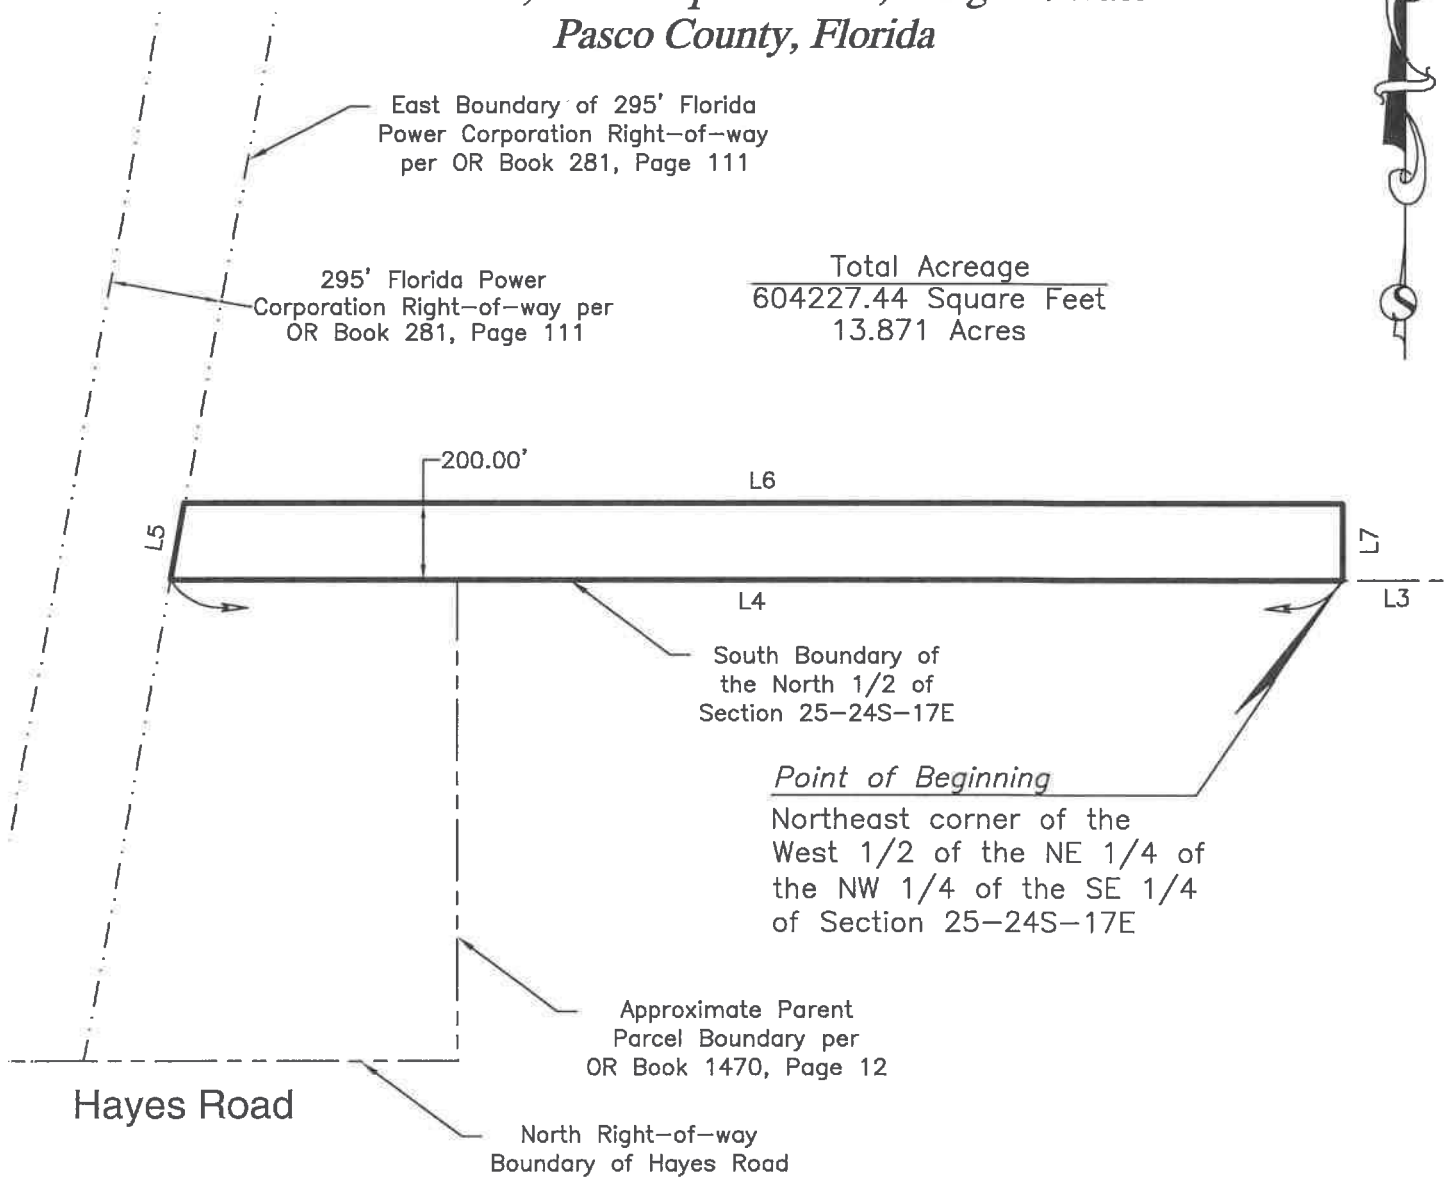 Pasco County, Florida
East Boundary of 295' Florida
Power Corporation Right-of-way
per OR Book 281, Page 111
295' Florida Power
Corporation Right-of-way per
OR Book 281, Page 111
Total Acreage
604227.44 Square Feet
13.871 Acres
S
200.00'
L6
L5
L7
L4
L3
South Boundary of
the North 1/2 of
Section 25-24S-17E
Point of Beginning
Northeast corner of the
West 1/2 of the NE 1/4 of
the NW 1/4 of the SE 1/4
of Section 25-24S-17E
Approximate Parent
Parcel Boundary per
OR Book 1470, Page 12
Hayes Road
North Right-of-way
Boundary of Hayes Road